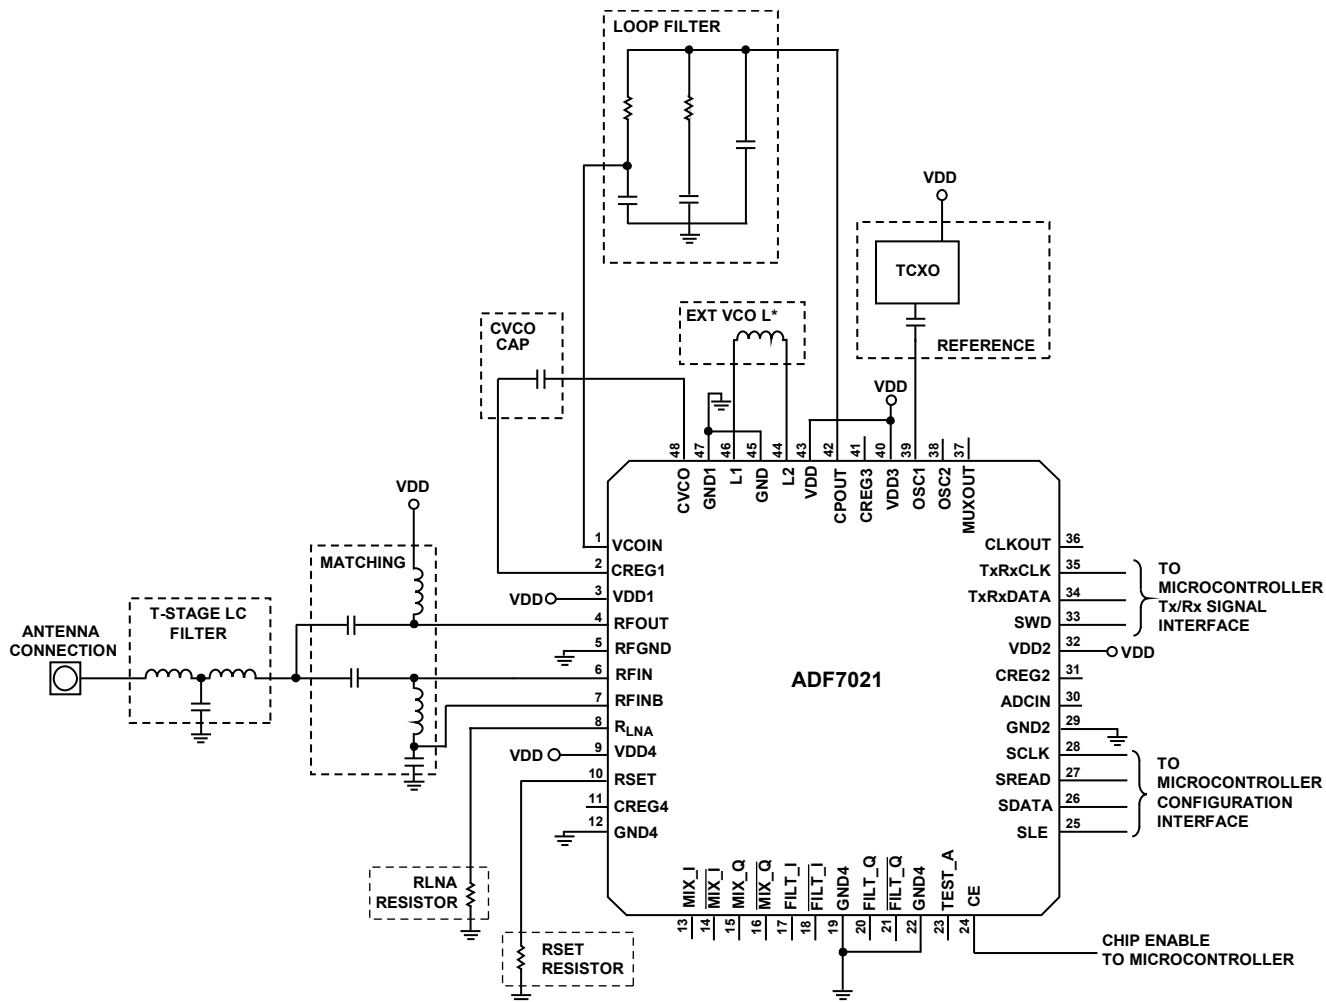 LOOP FILTER
VDD
TCXO
REFERENCE
EXT VCO L*
CVCO
CAP
VDD
48
47
46
45
44
43
42
41
40
39
38
37
CVCO
GND1
L1
GND
L2
VDD
CPOUT
CREG3
VDD3
OSC1
OSC2
MUXOUT
VDD
MATCHING
T-STAGE LC
FILTER
ANTENNA
CONNECTION
1 VCOIN
2 CREG1
VDD 3 VDD1
4 RFOUT
5 RFGND
6 RFIN
7 RFINB
8 RLNA
VDD 9 VDD4
10 RSET
11 CREG4
12 GND4
ADF7021
CLKOUT 36
TxRxCLK 35
TxRxDATA 34
SWD 33
VDD2 32 VDD
CREG2 31
ADCIN 30
GND2 29
SCLK 28
SREAD 27
SDATA 26
SLE 25
TO
MICROCONTROLLER
Tx/Rx SIGNAL
INTERFACE
TO
MICROCONTROLLER
CONFIGURATION
INTERFACE
RLNA
RESISTOR
RSET
RESISTOR
MIX_I
MIX_I
MIX_Q
MIX_Q
FILT_I
FILT_I
GND4
FILT_Q
FILT_Q
GND4
TEST_A
CE
13
14
15
16
17
18
19
20
21
22
23
24
CHIP ENABLE
TO MICROCONTROLLER